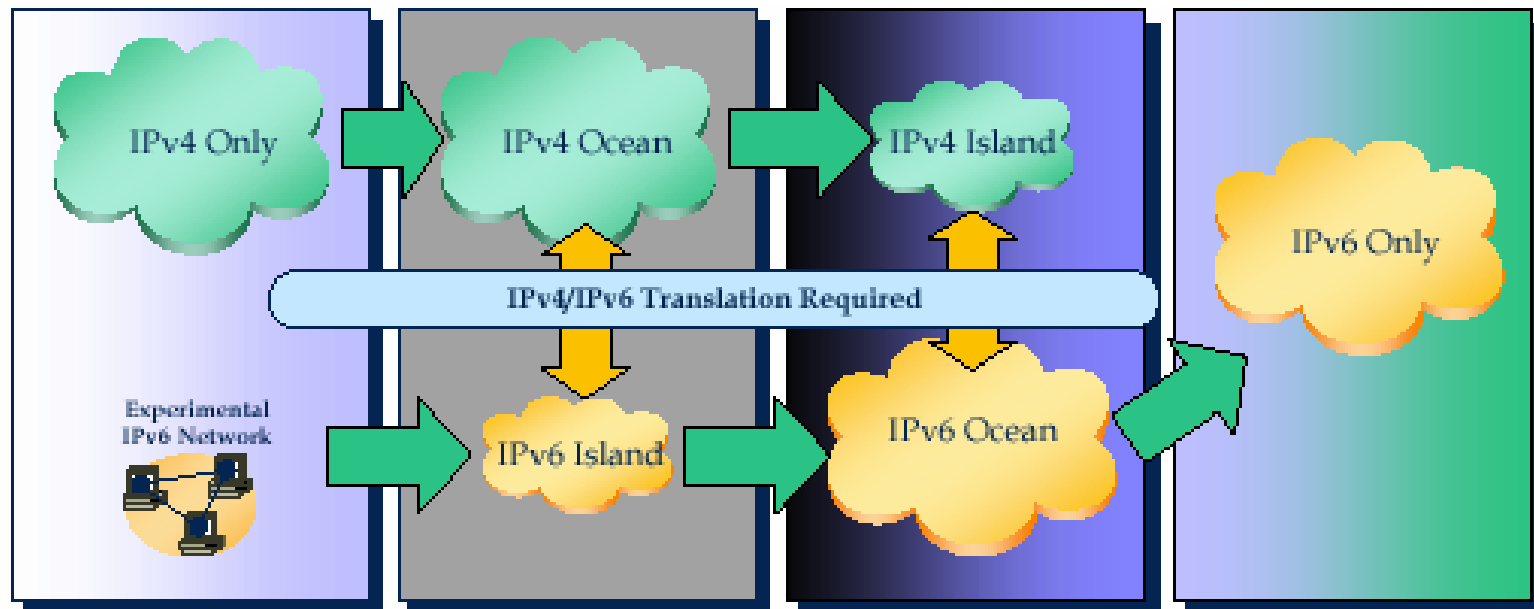 IPv4 Only
IPv4 Ocean
IPv4 Island
IPv6 Only
IPv4/IPv6 Translation Required
Experimental
IPv6 Network
IPv6 Island
IPv6 Ocean